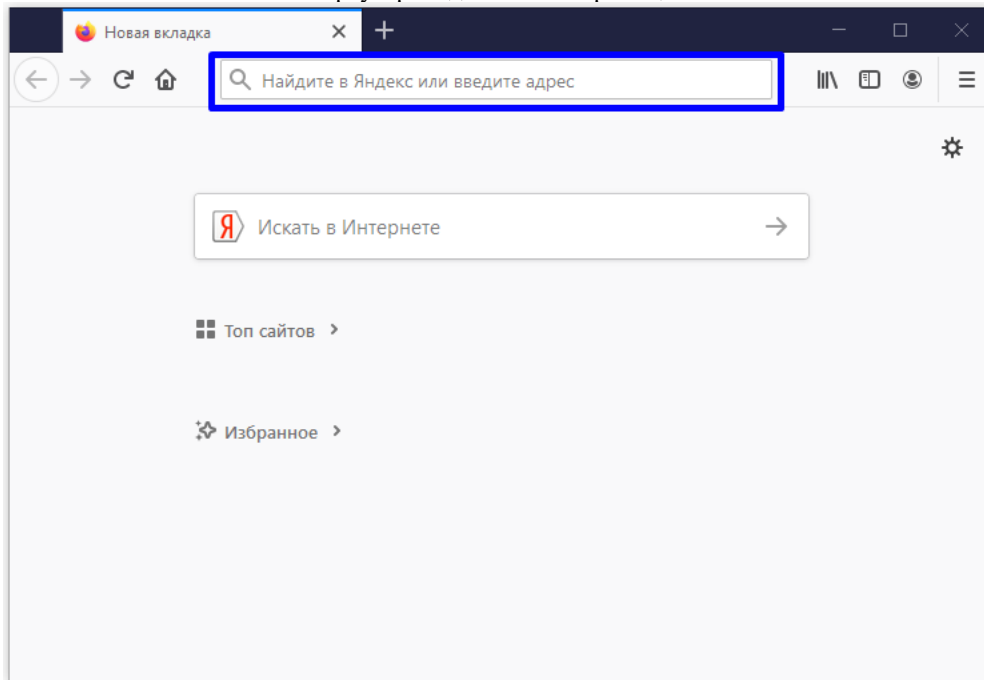 Новая вкладка
Найдите в Яндекс или введите адрес
Я Искать в Интернете
Топ сайтов
Избранное